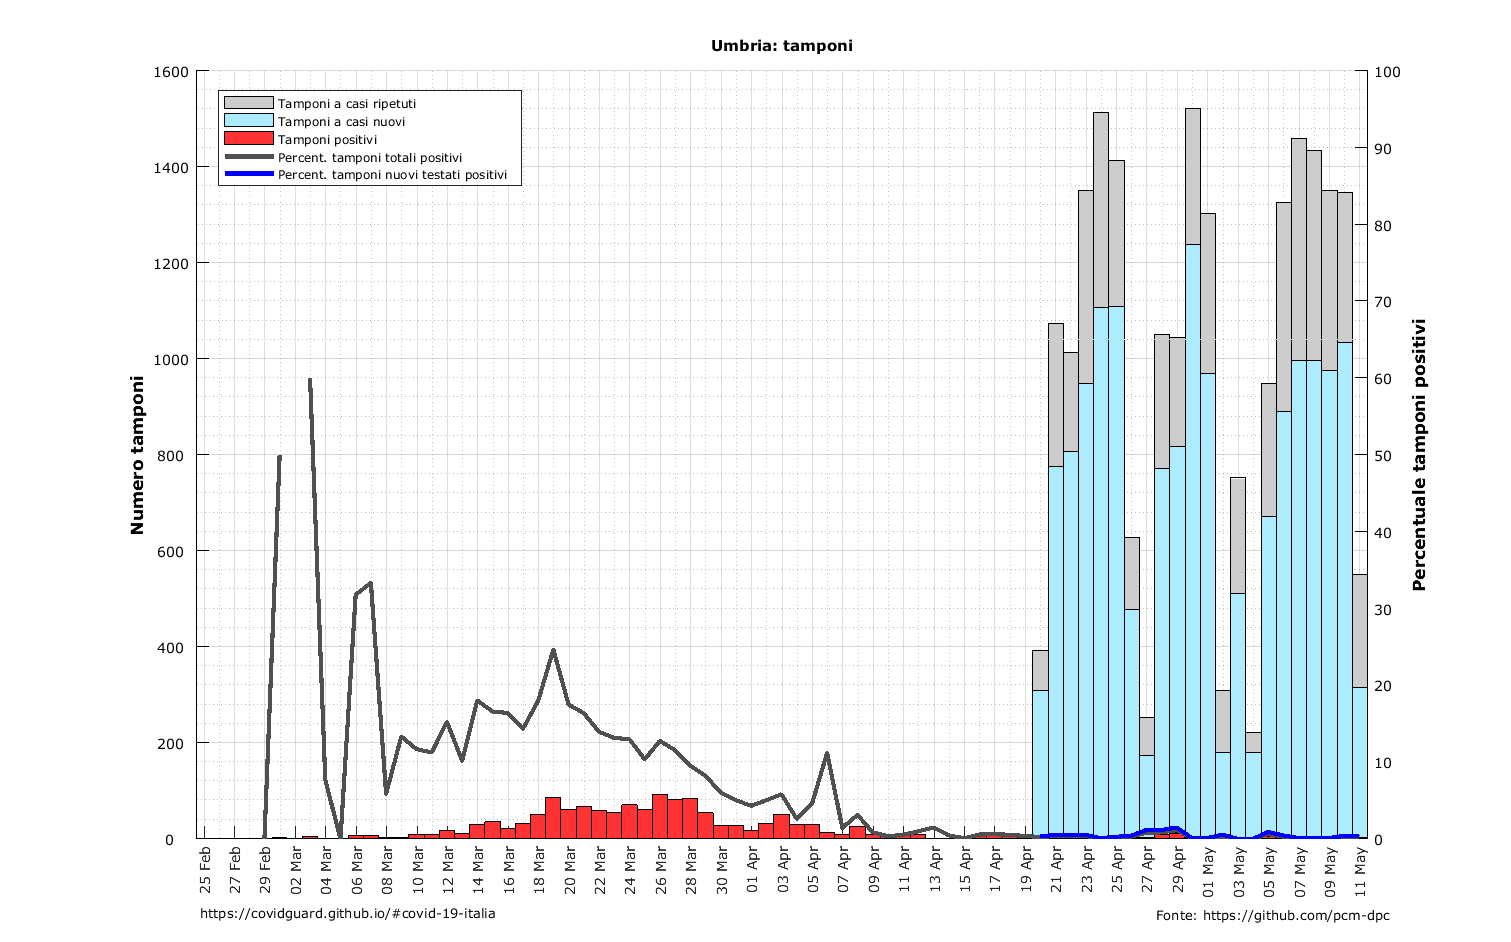 Umbria: tamponi
Tamponi a casi ripetuti
Tamponi a casi nuovi
Tamponi positivi
Percent. tamponi totali positivi
Percent. tamponi nuovi testati positivi
Numero tamponi
1600
1400
1200
1000
800
600
400
200
0
Percentuale tamponi positivi
100
90
80
70
60
50
40
30
20
10
0
25 Feb
27 Feb
29 Feb
02 Mar
04 Mar
06 Mar
08 Mar
10 Mar
12 Mar
14 Mar
16 Mar
18 Mar
20 Mar
22 Mar
24 Mar
26 Mar
28 Mar
30 Mar
01 Apr
03 Apr
05 Apr
07 Apr
09 Apr
11 Apr
13 Apr
15 Apr
17 Apr
19 Apr
21 Apr
23 Apr
25 Apr
27 Apr
29 Apr
01 May
03 May
05 May
07 May
09 May
11 May
https://covidguard.github.io/#covid-19-italia
Fonte: https://github.com/pcm-dpc